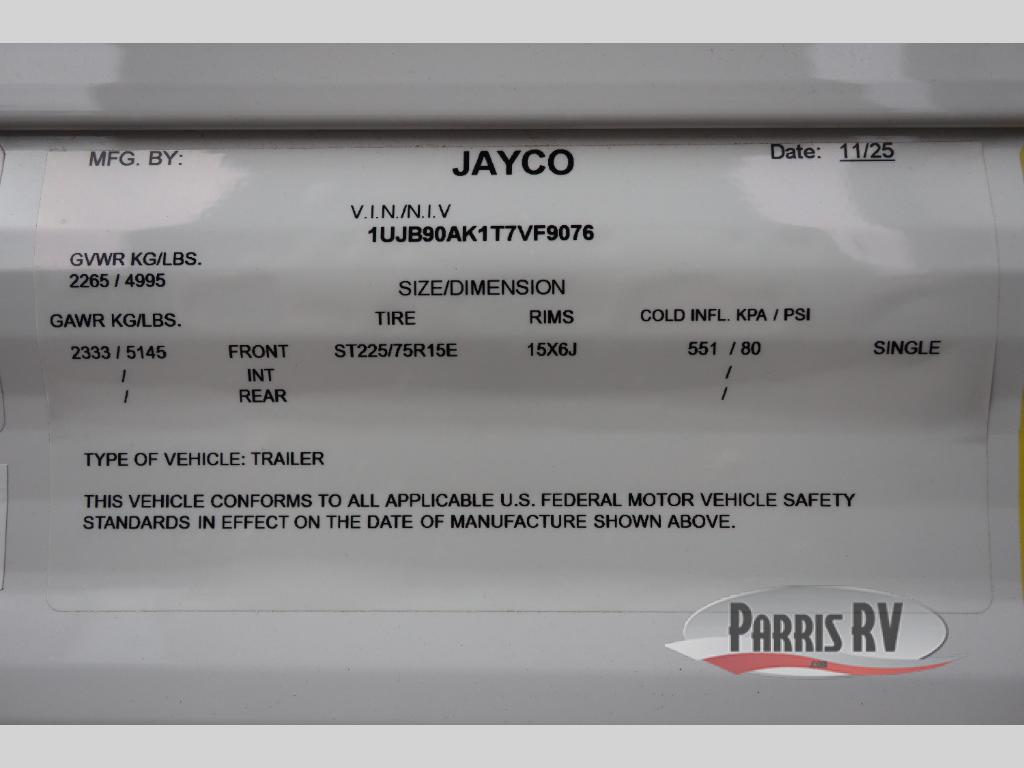 MFG. BY: JAYCO Date: 11/25
V.I.N./N.I.V
1UJB90AK1T7VF9076
GVWR KG/LBS.
2265 / 4995
SIZE/DIMENSION
GAWR KG/LBS. TIRE RIMS COLD INFL. KPA / PSI
2333 / 5145 FRONT ST225/75R15E 15X6J 551 / 80 SINGLE
/ INT /
/ REAR /
TYPE OF VEHICLE: TRAILER
THIS VEHICLE CONFORMS TO ALL APPLICABLE U.S. FEDERAL MOTOR VEHICLE SAFETY
STANDARDS IN EFFECT ON THE DATE OF MANUFACTURE SHOWN ABOVE.
PARRIS RV
.com